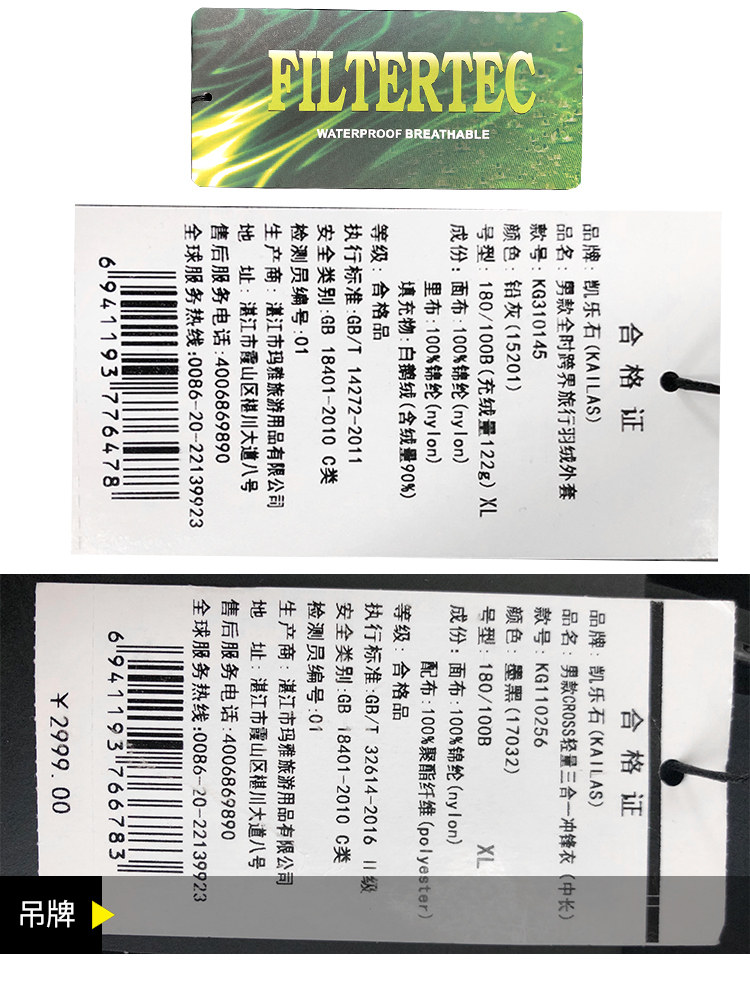 FILTERTEC
WATERPROOF BREATHABLE
合格证
品牌:凯乐石(KAILAS)
品名:男款全时跨界旅行羽绒外套
款号:KG310145
颜色:铅灰(15201)
号型:180/100B(充绒量122g) XL
成份:面布:100%锦纶(nylon)
里布:100%锦纶(nylon)
填充物:白鹅绒(含绒量90%)
等级:合格品
执行标准:GB/T 14272-2011
安全类别:GB 18401-2010 C类
检测员编号:01
生产商:湛江市玛雅旅游用品有限公司
地 址:湛江市霞山区椹川大道八号
售后服务电话:4006869890
全球服务热线:0086-20-22139923
6941193776478
合格证
品牌:凯乐石(KAILAS)
品名:男款CROSS轻量三合一冲锋衣(中长)
款号:KG110256
颜色:墨黑(17032)
号型:180/100B XL
成份:面布:100%锦纶(nylon)
配布:100%聚酯纤维(polyester)
等级:合格品
执行标准:GB/T 32614-2016 II级
安全类别:GB 18401-2010 C类
检测员编号:01
生产商:湛江市玛雅旅游用品有限公司
地 址:湛江市霞山区椹川大道八号
售后服务电话:4006869890
全球服务热线:0086-20-22139923
6941193766783
¥2999.00
吊牌